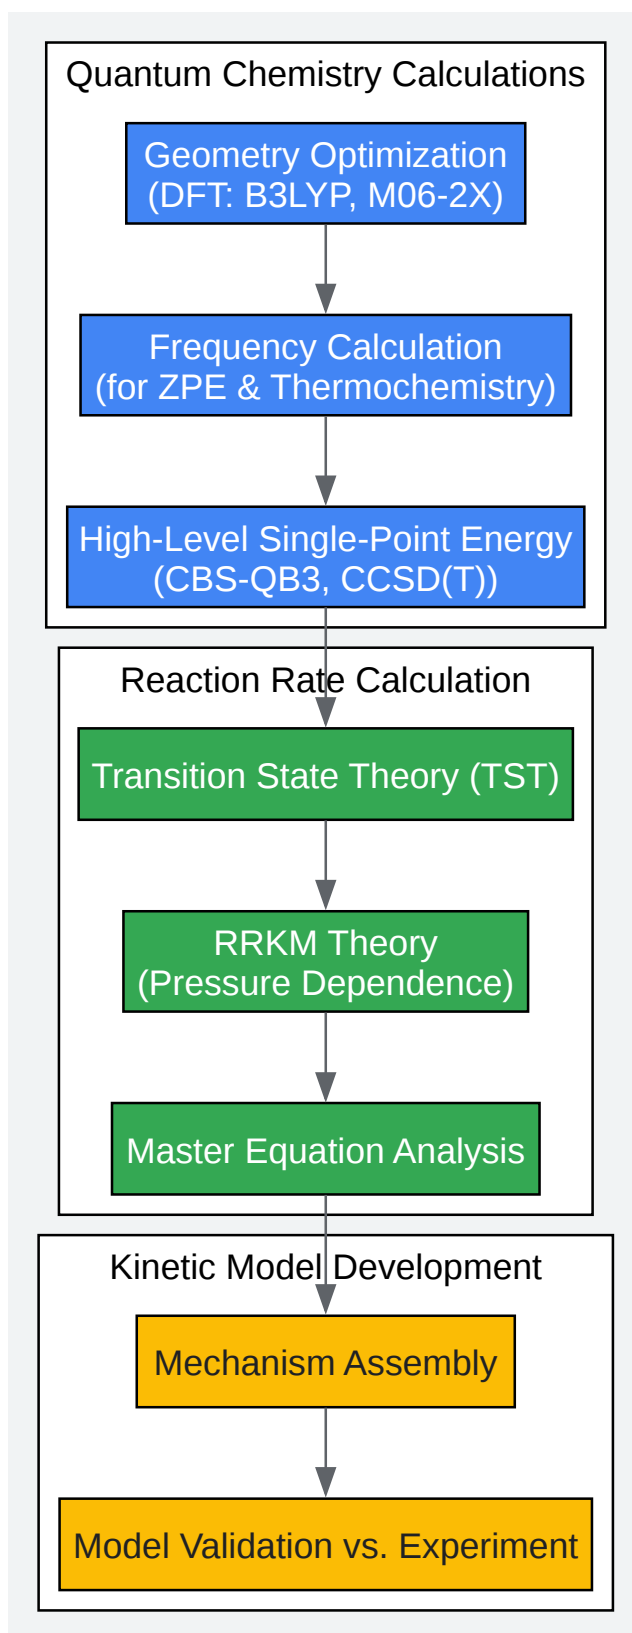 Quantum Chemistry Calculations
Geometry Optimization
(DFT: B3LYP, M06-2X)
Frequency Calculation
(for ZPE & Thermochemistry)
High-Level Single-Point Energy
(CBS-QB3, CCSD(T))
Reaction Rate Calculation
Transition State Theory (TST)
RRKM Theory
(Pressure Dependence)
Master Equation Analysis
Kinetic Model Development
Mechanism Assembly
Model Validation vs. Experiment